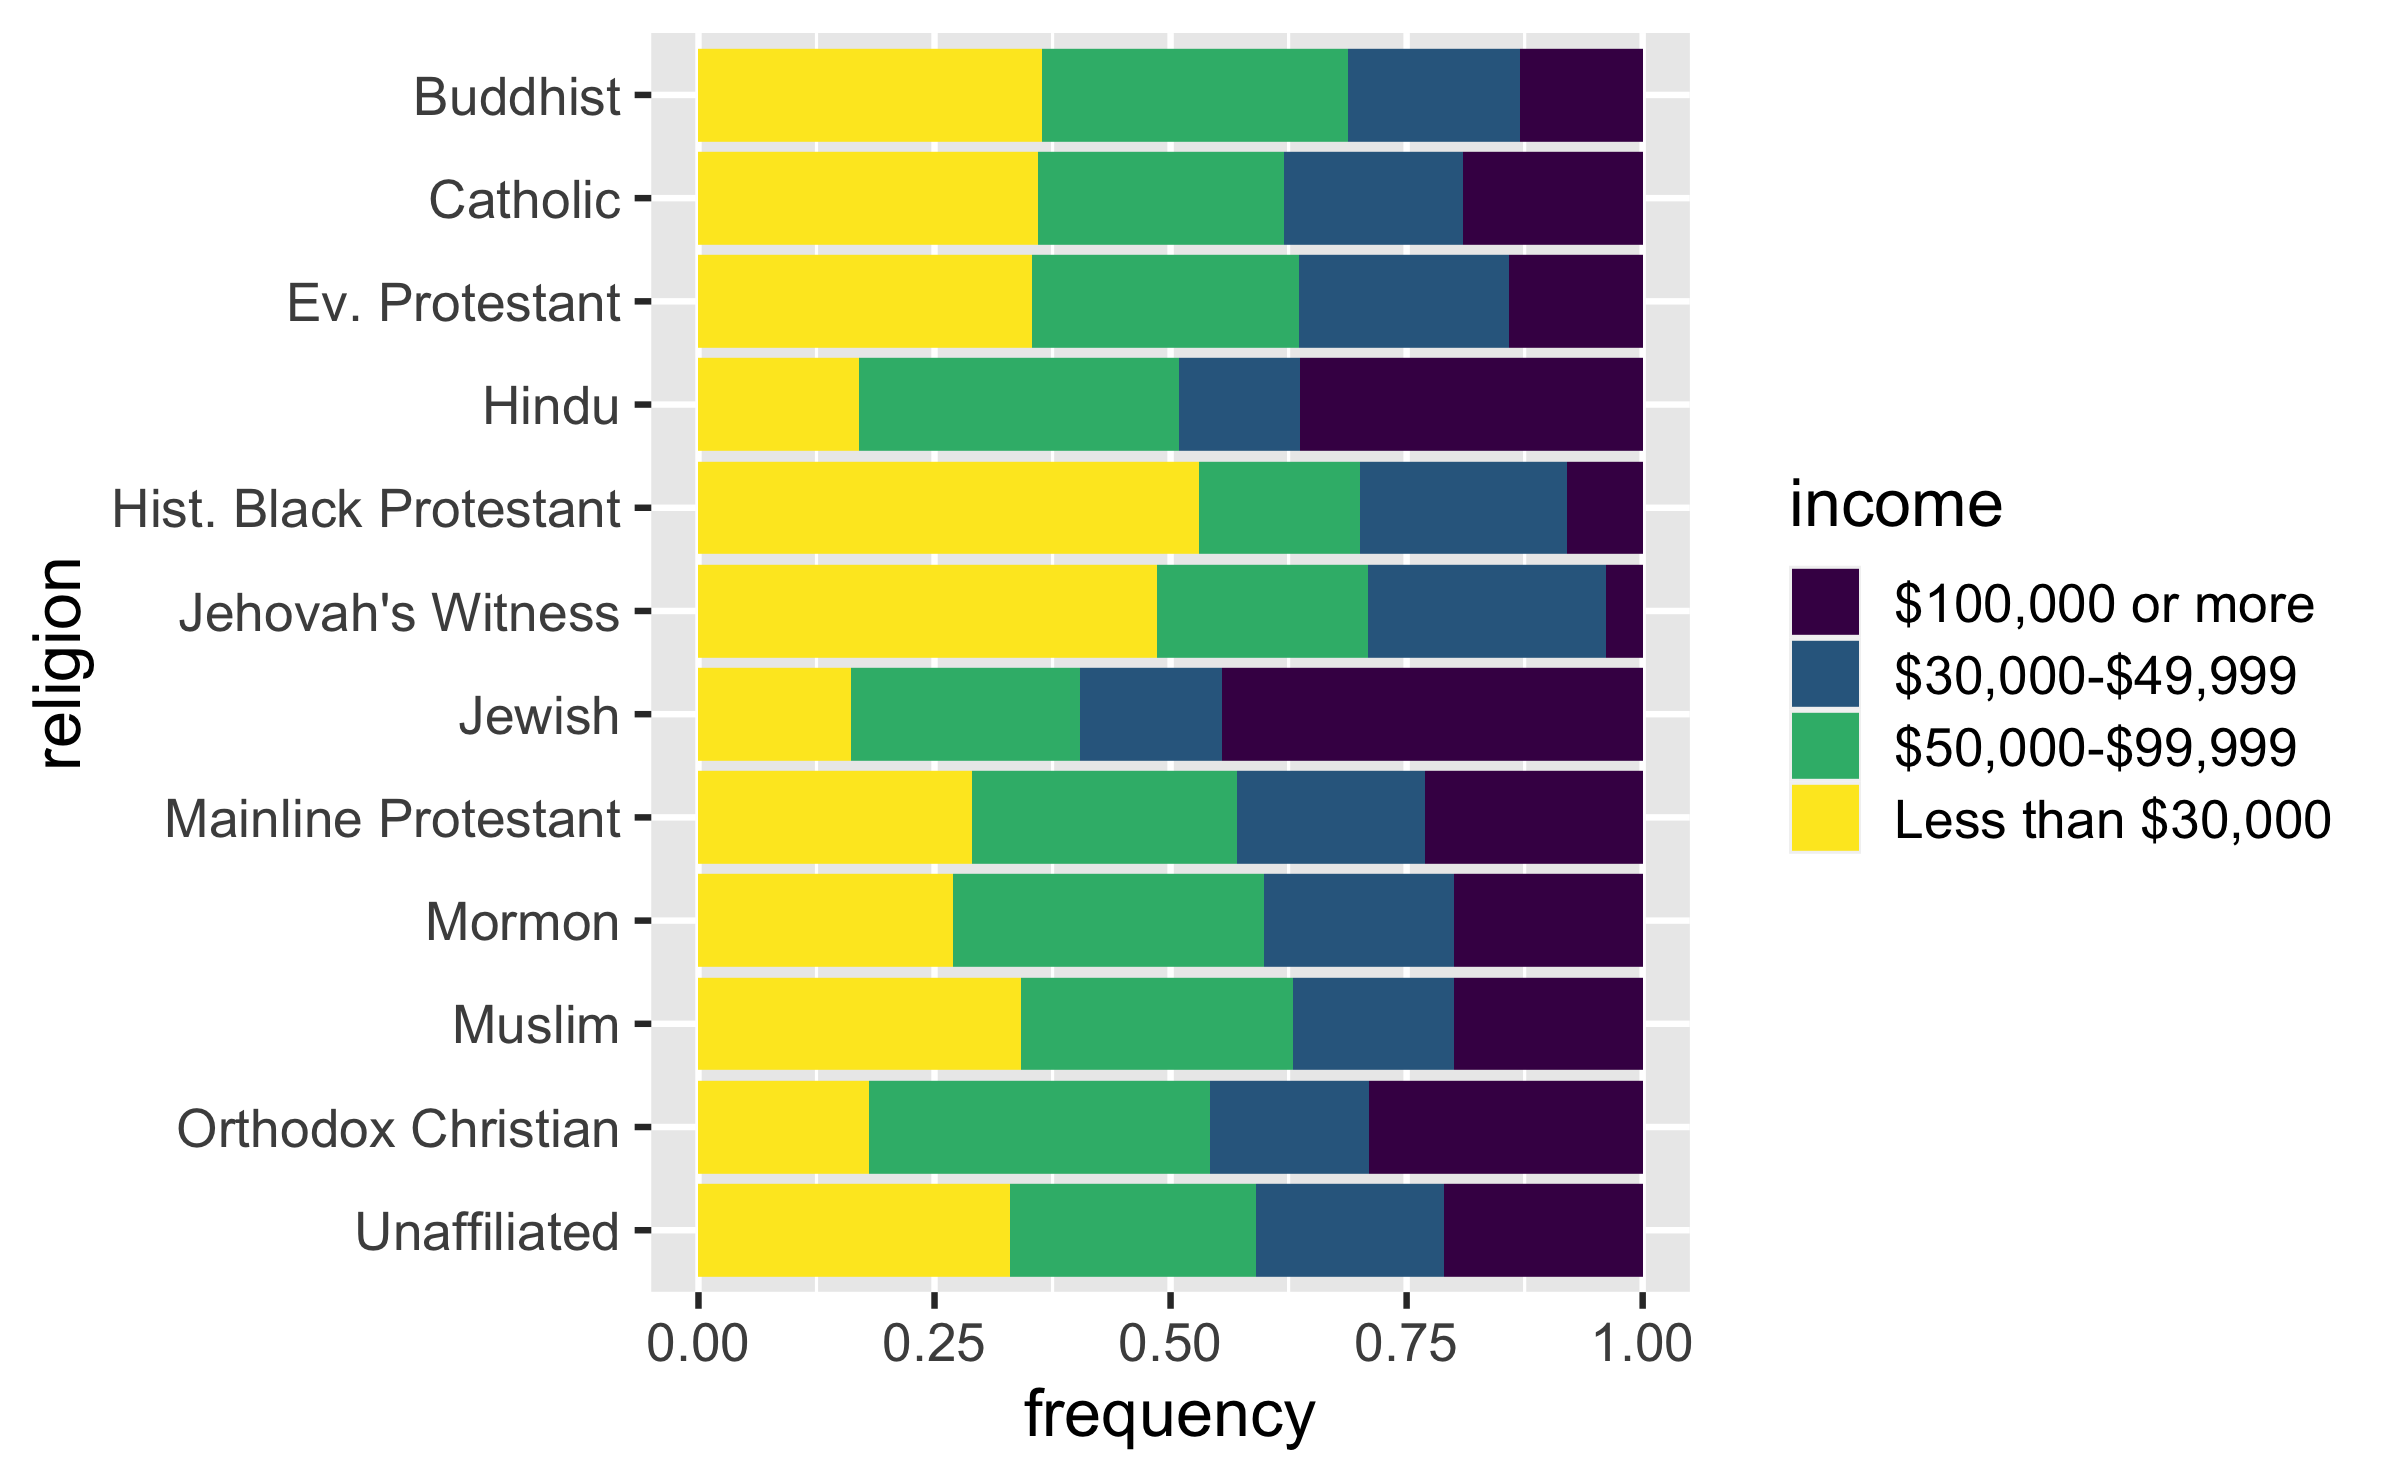 Buddhist
Catholic
Ev. Protestant
Hindu
Hist. Black Protestant
Jehovah's Witness
Jewish
Mainline Protestant
Mormon
Muslim
Orthodox Christian
Unaffiliated
religion
0.00 0.25 0.50 0.75 1.00
frequency
income
$100,000 or more
$30,000-$49,999
$50,000-$99,999
Less than $30,000